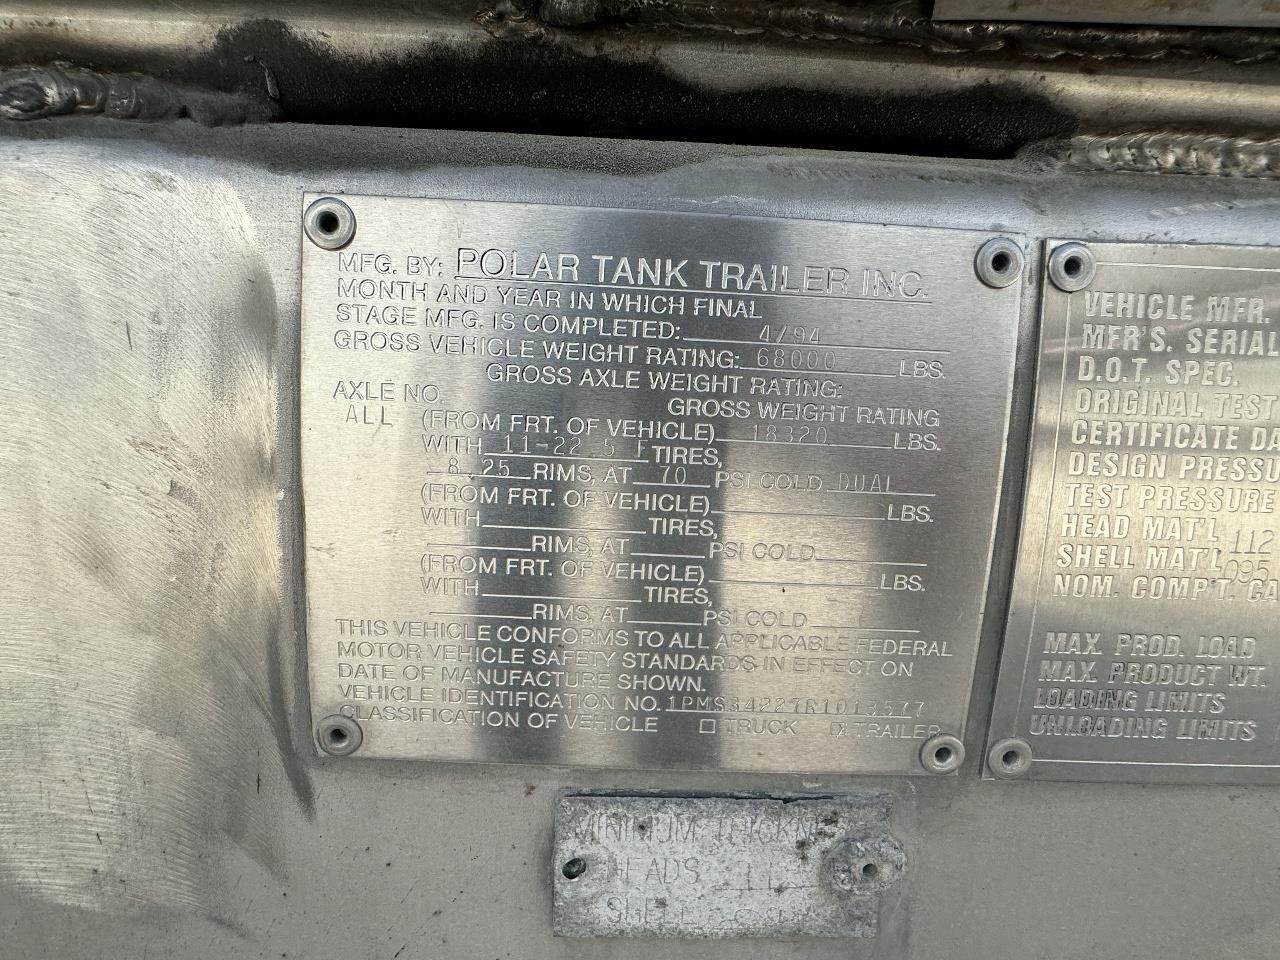 MFG. BY: POLAR TANK TRAILER INC.
MONTH AND YEAR IN WHICH FINAL
STAGE MFG. IS COMPLETED: 4/94
GROSS VEHICLE WEIGHT RATING: 68000 LBS.
GROSS AXLE WEIGHT RATING:
AXLE NO. GROSS WEIGHT RATING
ALL (FROM FRT. OF VEHICLE) 18320 LBS.
WITH 11-22.5 F TIRES,
8.25 RIMS, AT 70 PSI COLD DUAL
(FROM FRT. OF VEHICLE) LBS.
WITH TIRES,
RIMS, AT PSI COLD
(FROM FRT. OF VEHICLE) LBS.
WITH TIRES,
RIMS, AT PSI COLD
THIS VEHICLE CONFORMS TO ALL APPLICABLE FEDERAL
MOTOR VEHICLE SAFETY STANDARDS IN EFFECT ON
DATE OF MANUFACTURE SHOWN.
VEHICLE IDENTIFICATION NO. 1PMS34227R1013577
CLASSIFICATION OF VEHICLE TRUCK TRAILER
VEHICLE MFR.
MFR'S. SERIAL
D.O.T. SPEC.
ORIGINAL TEST
CERTIFICATE DA
DESIGN PRESSU
TEST PRESSURE
HEAD MAT'L 112
SHELL MAT'L 095
NOM. COMP'T. CA
MAX. PROD. LOAD
MAX. PRODUCT WT.
LOADING LIMITS
UNLOADING LIMITS
MINIMUM THICKN
HEADS
SHELL